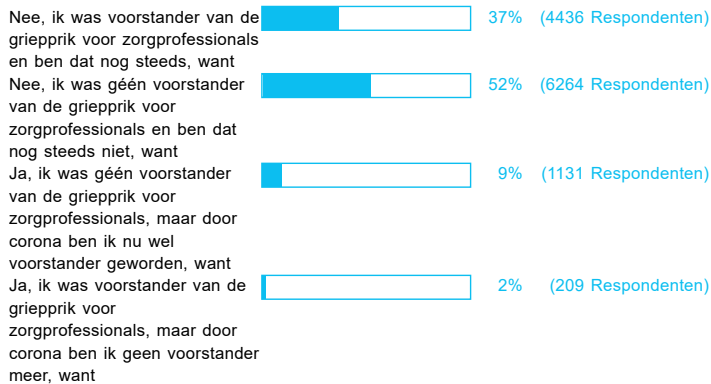 Nee, ik was voorstander van de 37% (4436 Respondenten)
griepprik voor zorgprofessionals
en ben dat nog steeds, want
Nee, ik was géén voorstander 52% (6264 Respondenten)
van de griepprik voor
zorgprofessionals en ben dat
nog steeds niet, want
Ja, ik was géén voorstander 9% (1131 Respondenten)
van de griepprik voor
zorgprofessionals, maar door
corona ben ik nu wel
voorstander geworden, want
Ja, ik was voorstander van de 2% (209 Respondenten)
griepprik voor
zorgprofessionals, maar door
corona ben ik geen voorstander
meer, want